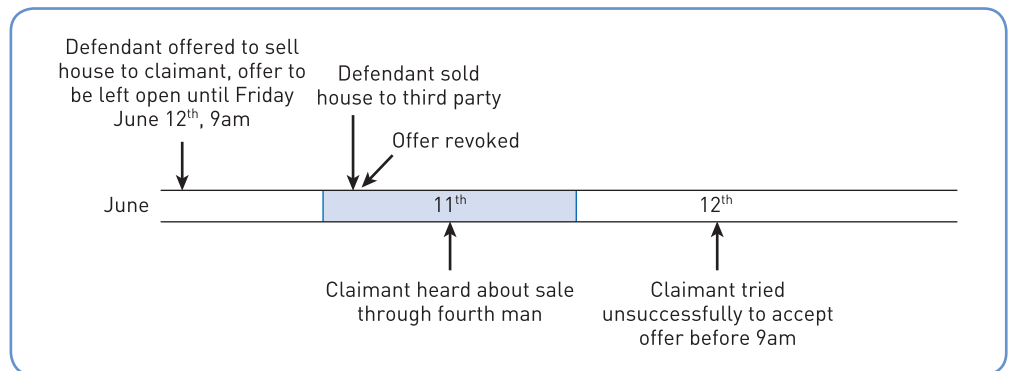 Defendant offered to sell
house to claimant, offer to
be left open until Friday
June 12th, 9am
Defendant sold
house to third party
Offer revoked
June
11th
12th
Claimant heard about sale
through fourth man
Claimant tried
unsuccessfully to accept
offer before 9am